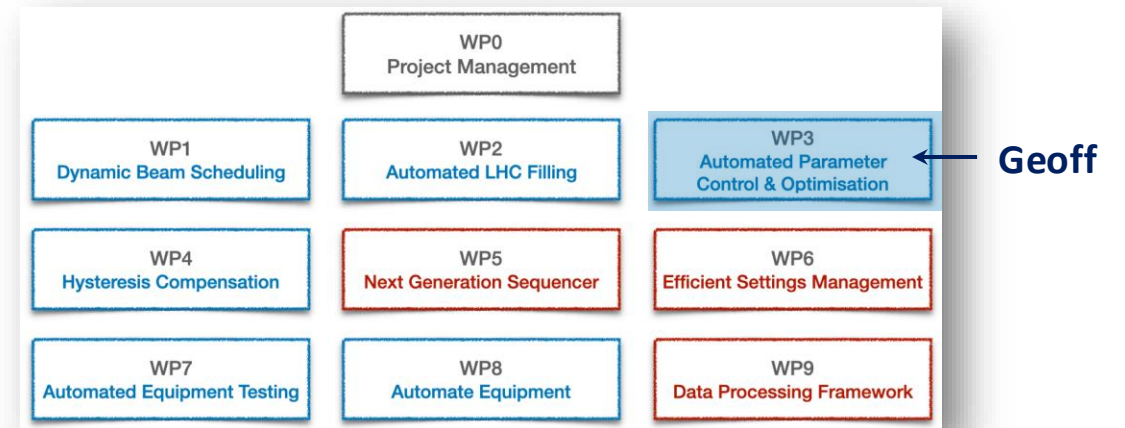 WP0
Project Management
WP1
Dynamic Beam Scheduling
WP2
Automated LHC Filling
WP3
Automated Parameter
Control & Optimisation
Geoff
WP4
Hysteresis Compensation
WP5
Next Generation Sequencer
WP6
Efficient Settings Management
WP7
Automated Equipment Testing
WP8
Automate Equipment
WP9
Data Processing Framework